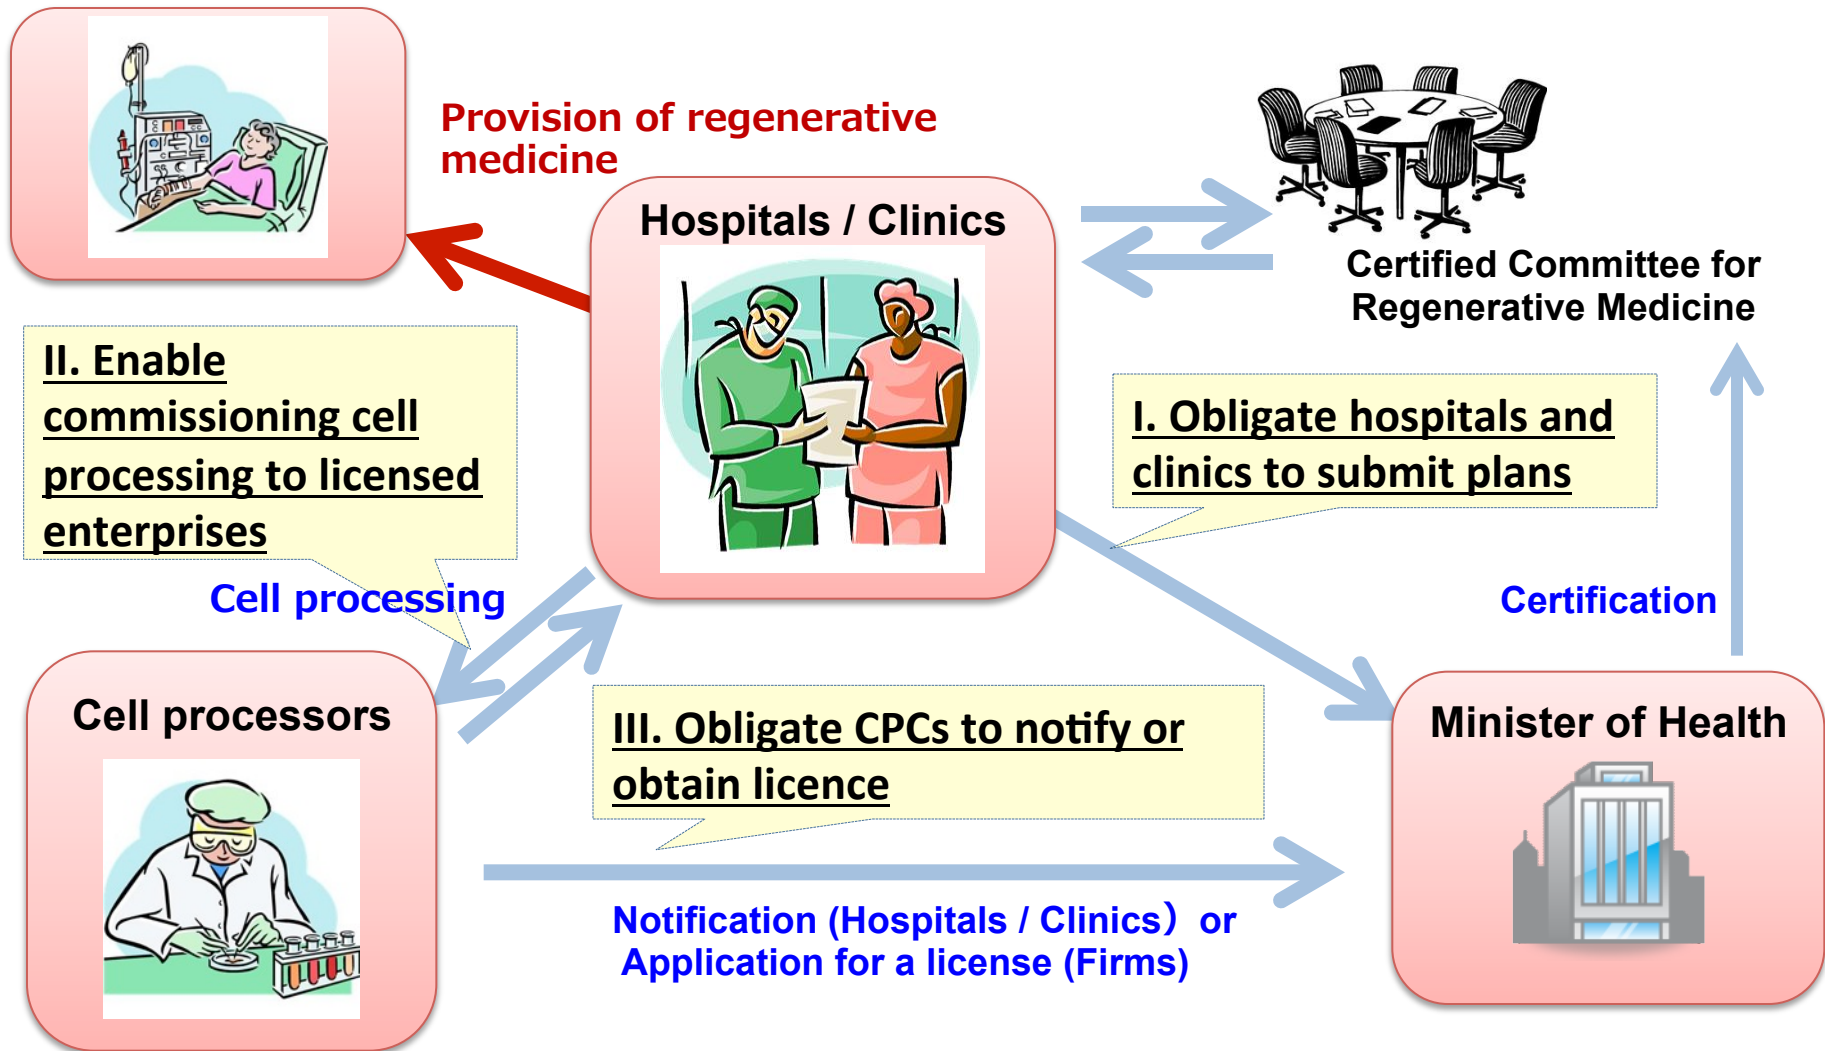 Provision of regenerative
medicine
Hospitals / Clinics
Certified Committee for
Regenerative Medicine
II. Enable
commissioning cell
processing to licensed
enterprises
I. Obligate hospitals and
clinics to submit plans
Cell processing
Certification
Cell processors
III. Obligate CPCs to notify or
obtain licence
Minister of Health
Notification (Hospitals / Clinics）or
Application for a license (Firms)